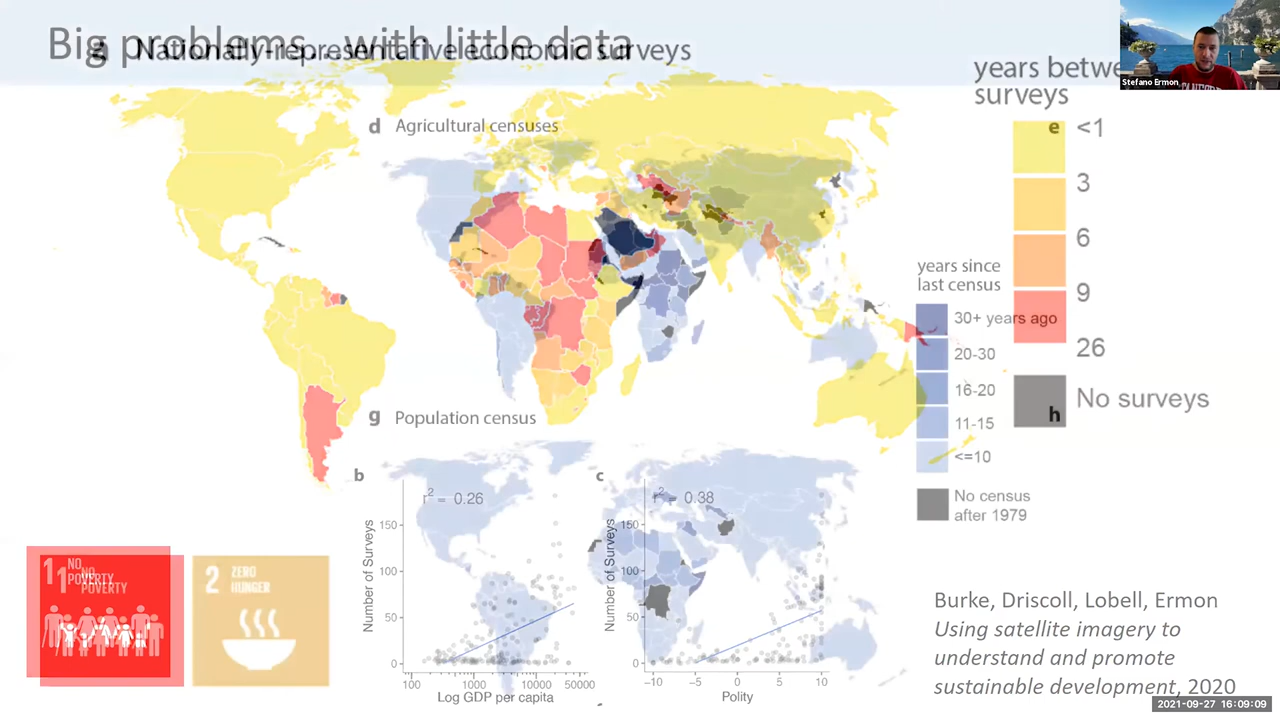 Big problems...with little data
a Nationally-representative economic surveys
Stefano Ermon
years betwe
surveys
d Agricultural censuses
e
<1
3
6
9
26
h
No surveys
years since
last census
30+ years ago
20-30
16-20
11-15
<=10
No census
after 1979
g Population census
b
r² = 0.26
Number of Surveys
150
100
50
0
100
1000
10000
50000
Log GDP per capita
c
r² = 0.38
Number of Surveys
150
100
50
0
−10
−5
0
5
10
Polity
1 NO
POVERTY
1 NO
POVERTY
2 ZERO
HUNGER
Burke, Driscoll, Lobell, Ermon
Using satellite imagery to
understand and promote
sustainable development, 2020
2021-09-27 16:09:09